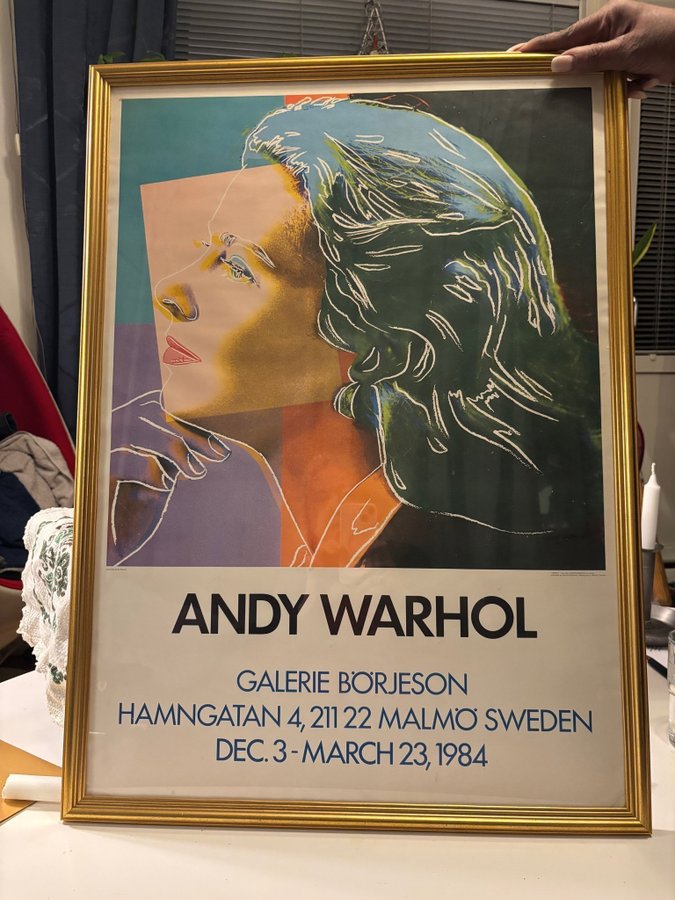 ANDY WARHOL
GALERIE BÖRJESON
HAMNGATAN 4, 211 22 MALMÖ SWEDEN
DEC. 3 - MARCH 23, 1984